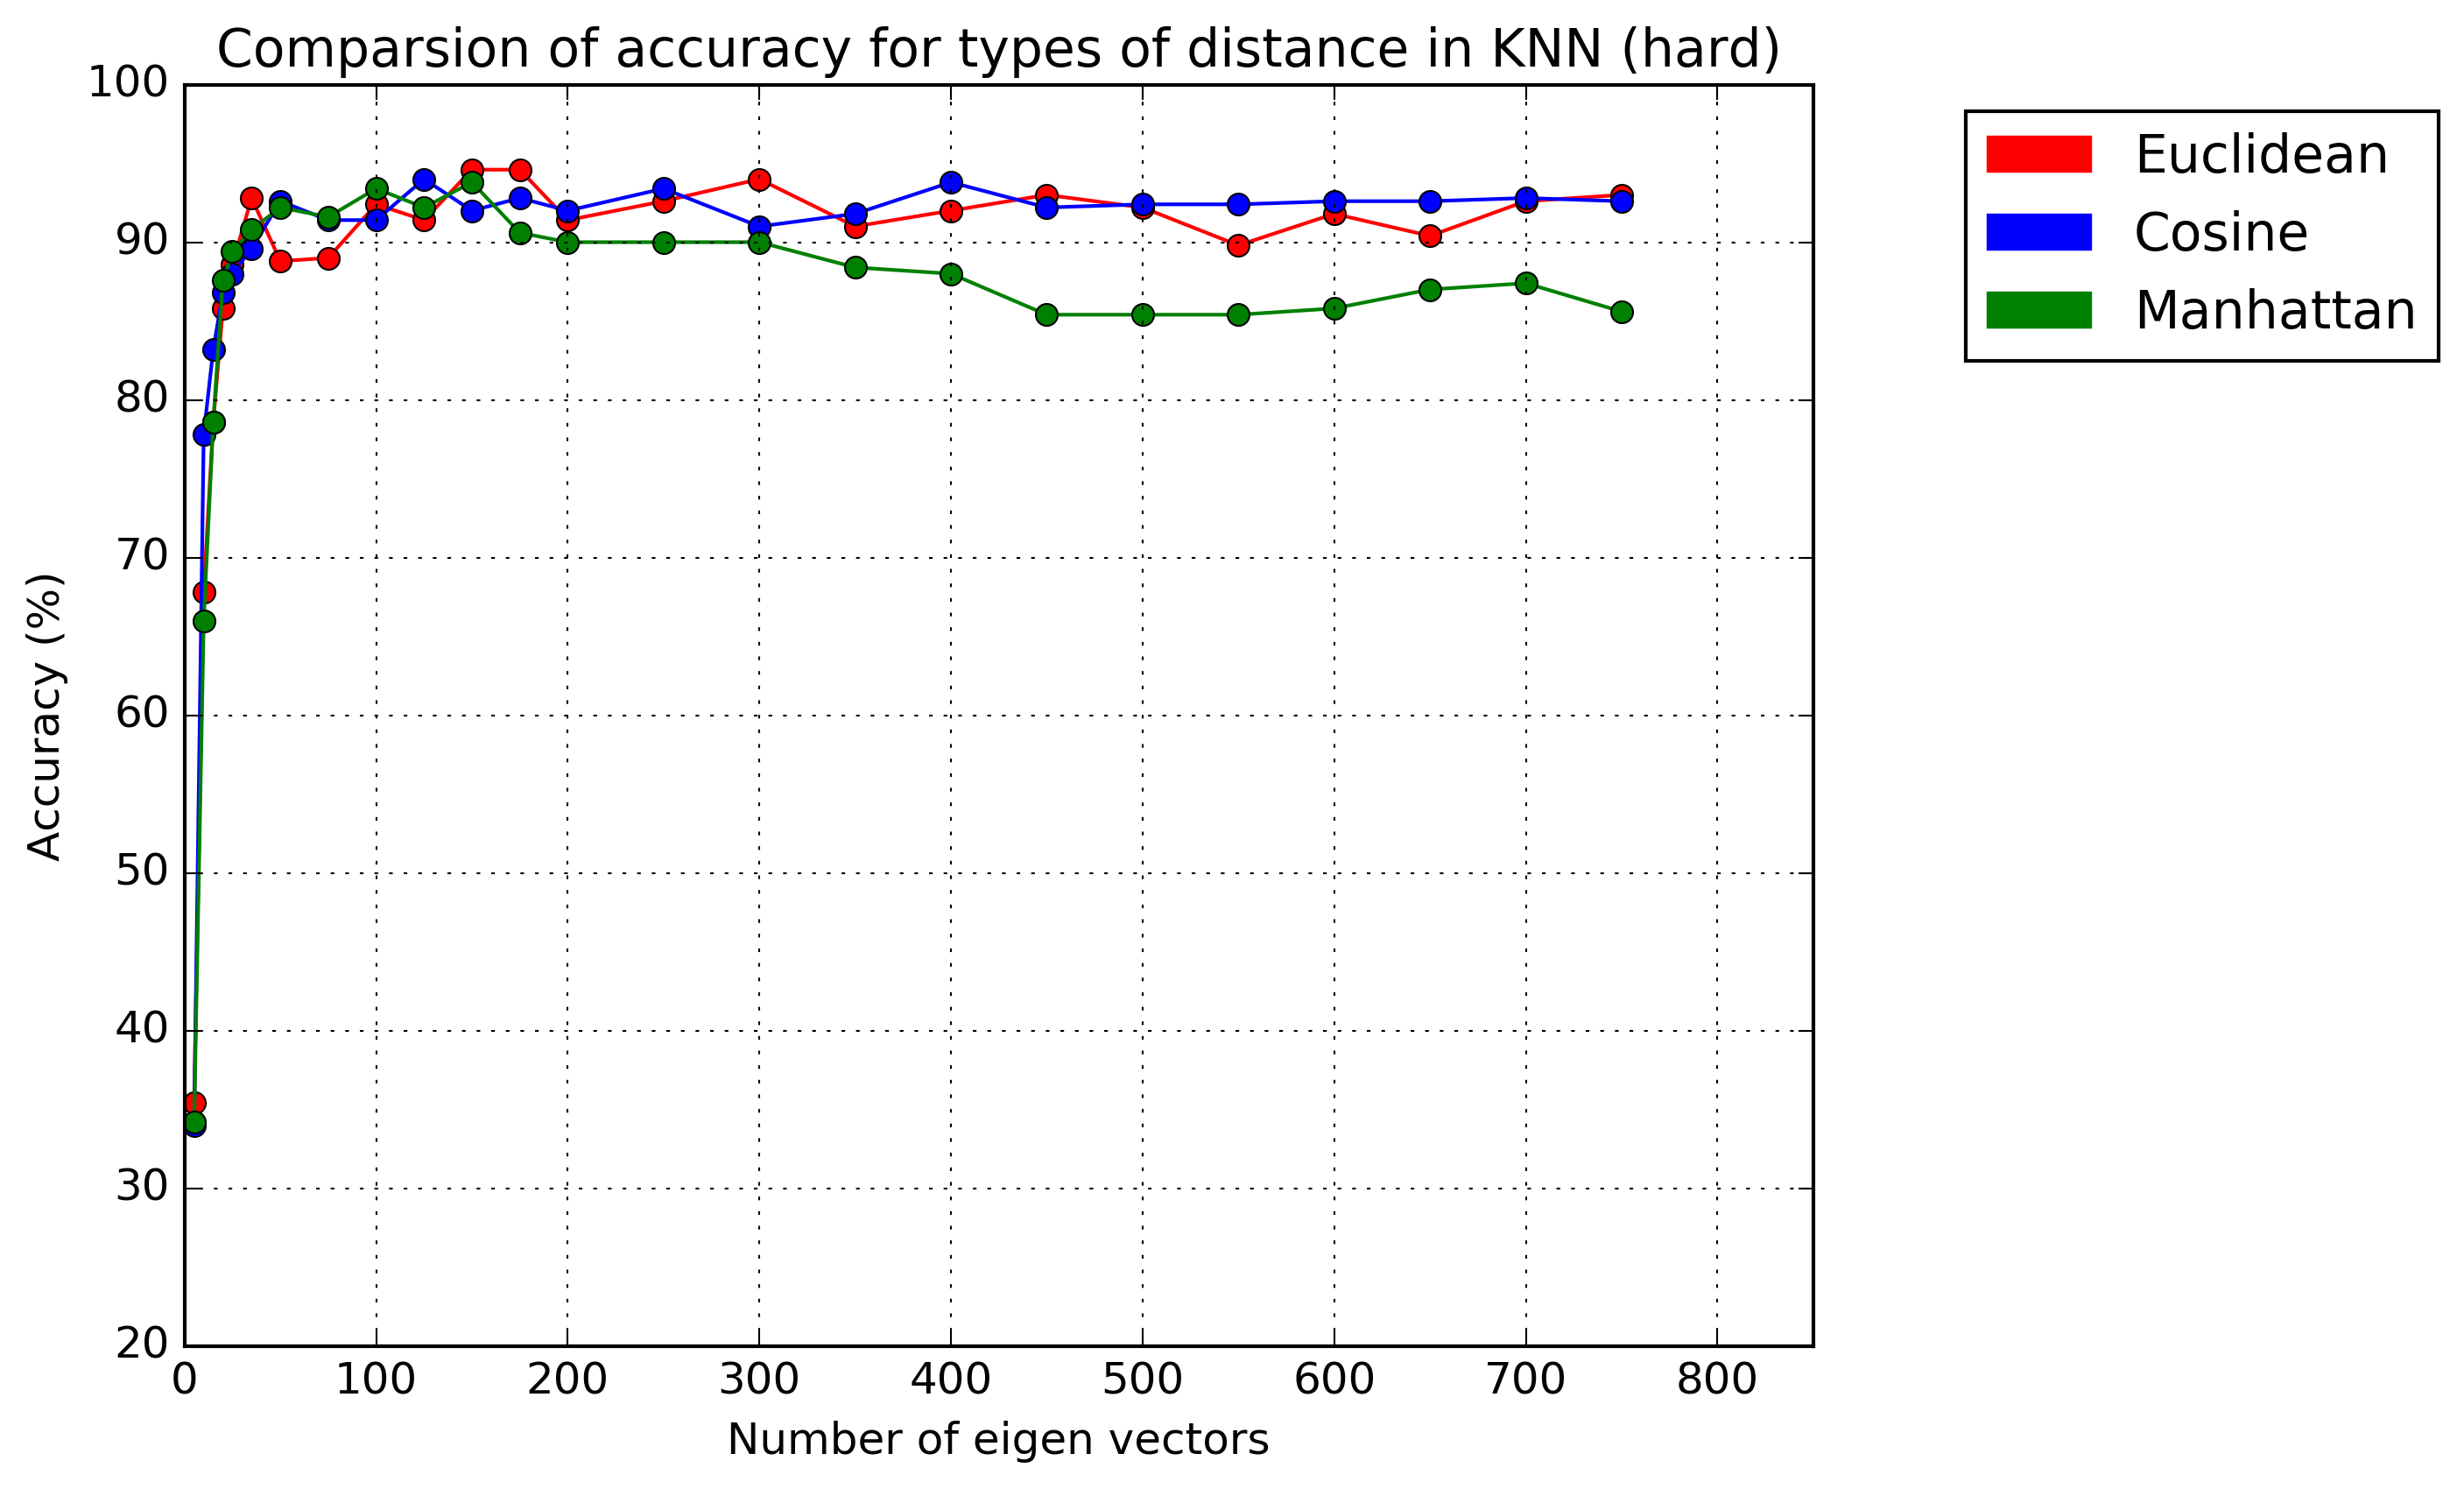 Comparsion of accuracy for types of distance in KNN (hard)
Euclidean
Cosine
Manhattan
Accuracy (%)
100
90
80
70
60
50
40
30
20
0 100 200 300 400 500 600 700 800
Number of eigen vectors